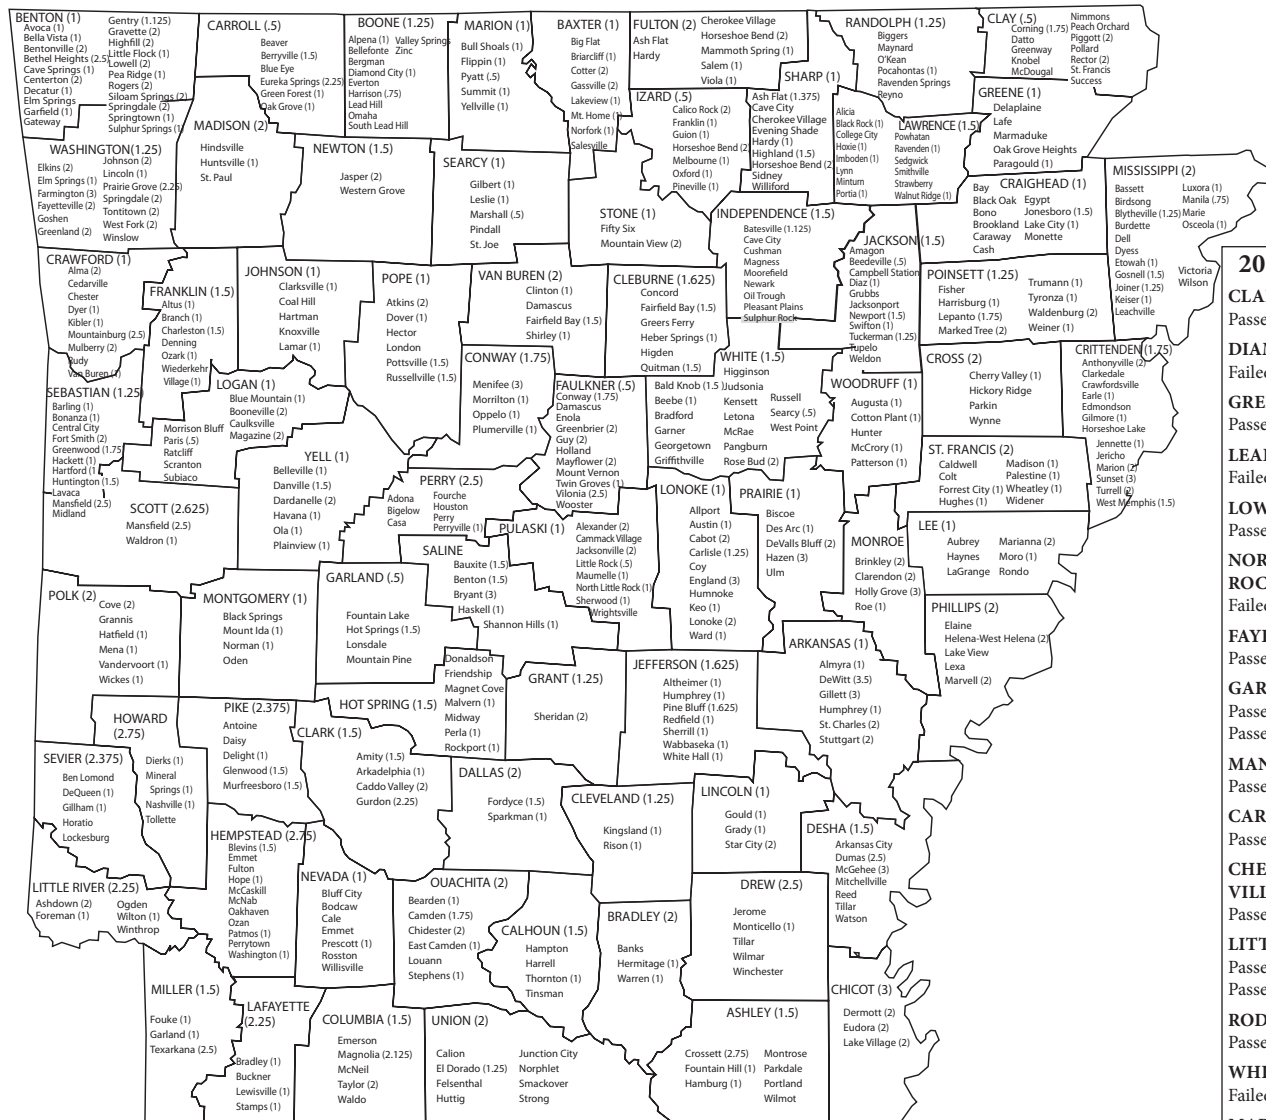 BENTON (1)
Avoca (1)
Bella Vista (1)
Bentonville (2)
Bethel Heights (2.5)
Cave Springs (1)
Centerton (2)
Decatur (1)
Elm Springs
Garfield (1)
Gateway
Gentry (1.125)
Gravette (2)
Highfill (2)
Little Flock (1)
Lowell (2)
Pea Ridge (1)
Rogers (2)
Siloam Springs (2)
Springdale (2)
Springtown (1)
Sulphur Springs (1)
CARROLL (.5)
Beaver
Berryville (1.5)
Blue Eye
Eureka Springs (2.25)
Green Forest (1)
Oak Grove (1)
BOONE (1.25)
Alpena (1)
Bellefonte
Bergman
Diamond City (1)
Everton
Harrison (.75)
Lead Hill
Omaha
South Lead Hill
Valley Springs
Zinc
MARION (1)
Bull Shoals (1)
Flippin (1)
Pyatt (.5)
Summit (1)
Yellville (1)
BAXTER (1)
Big Flat
Briarcliff (1)
Cotter (2)
Gassville (2)
Lakeview (1)
Mt. Home (1)
Norfork (1)
Salesville
FULTON (2)
Ash Flat
Hardy
Cherokee Village
Horseshoe Bend (2)
Mammoth Spring (1)
Salem (1)
Viola (1)
SHARP (1)
Ash Flat (1.375)
Cave City
Cherokee Village
Evening Shade
Hardy (1)
Highland (1.5)
Horseshoe Bend (2)
Sidney
Williford
RANDOLPH (1.25)
Biggers
Maynard
O'Kean
Pocahontas (1)
Ravenden Springs
Reyno
CLAY (.5)
Corning (1.75)
Datto
Greenway
Knobel
McDougal
Nimmons
Peach Orchard
Piggott (2)
Pollard
Rector (2)
St. Francis
Success
GREENE (1)
Delaplaine
Lafe
Marmaduke
Oak Grove Heights
Paragould (1)
IZARD (.5)
Calico Rock (2)
Franklin (1)
Guion (1)
Horseshoe Bend (2)
Melbourne (1)
Oxford (1)
Pineville (1)
LAWRENCE (1.5)
Alicia
Black Rock (1)
College City
Hoxie (1)
Imboden (1)
Lynn
Minturn
Portia (1)
Powhatan
Ravenden (1)
Sedgwick
Smithville
Strawberry
Walnut Ridge (1)
MADISON (2)
Hindsville
Huntsville (1)
St. Paul
WASHINGTON(1.25)
Elkins (2)
Elm Springs (1)
Farmington (3)
Fayetteville (2)
Goshen
Greenland (2)
Johnson (2)
Lincoln (1)
Prairie Grove (2.25)
Springdale (2)
Tontitown (2)
West Fork (2)
Winslow
NEWTON (1.5)
Jasper (2)
Western Grove
SEARCY (1)
Gilbert (1)
Leslie (1)
Marshall (.5)
Pindall
St. Joe
STONE (1)
Fifty Six
Mountain View (2)
INDEPENDENCE (1.5)
Batesville (1.125)
Cave City
Cushman
Magness
Moorefield
Newark
Oil Trough
Pleasant Plains
Sulphur Rock
CRAIGHEAD (1)
Bay
Black Oak
Bono
Brookland
Caraway
Cash
Egypt
Jonesboro (1.5)
Lake City (1)
Monette
MISSISSIPPI (2)
Bassett
Birdsong
Blytheville (1.25)
Burdette
Dell
Dyess
Etowah (1)
Gosnell (1.5)
Joiner (1.25)
Keiser (1)
Leachville
Luxora (1)
Manila (.75)
Marie
Osceola (1)
Victoria
Wilson
JACKSON (1.5)
Amagon
Beedeville (.5)
Campbell Station
Diaz (1)
Grubbs
Jacksonport
Newport (1.5)
Swifton (1)
Tuckerman (1.25)
Tupelo
Weldon
POINSETT (1.25)
Fisher
Harrisburg (1)
Lepanto (1.75)
Marked Tree (2)
Trumann (1)
Tyronza (1)
Waldenburg (2)
Weiner (1)
CRAWFORD (1)
Alma (2)
Cedarville
Chester
Dyer (1)
Kibler (1)
Mountainburg (2.5)
Mulberry (2)
Rudy
Van Buren (1)
FRANKLIN (1.5)
Altus (1)
Branch (1)
Charleston (1.5)
Denning
Ozark (1)
Wiederkehr
Village (1)
JOHNSON (1)
Clarksville (1)
Coal Hill
Hartman
Knoxville
Lamar (1)
POPE (1)
Atkins (2)
Dover (1)
Hector
London
Pottsville (1.5)
Russellville (1.5)
VAN BUREN (2)
Clinton (1)
Damascus
Fairfield Bay (1.5)
Shirley (1)
CLEBURNE (1.625)
Concord
Fairfield Bay (1.5)
Greers Ferry
Heber Springs (1)
Higden
Quitman (1.5)
CONWAY (1.75)
Menifee (3)
Morrilton (1)
Oppelo (1)
Plumerville (1)
FAULKNER (.5)
Conway (1.75)
Damascus
Enola
Greenbrier (2)
Guy (2)
Holland
Mayflower (2)
Mount Vernon
Twin Groves (1)
Vilonia (2.5)
Wooster
WHITE (1.5)
Bald Knob (1.5)
Beebe (1)
Bradford
Garner
Georgetown
Griffithville
Higginson
Judsonia
Kensett
Letona
McRae
Pangburn
Rose Bud (2)
Russell
Searcy (.5)
West Point
WOODRUFF (1)
Augusta (1)
Cotton Plant (1)
Hunter
McCrory (1)
Patterson (1)
CROSS (2)
Cherry Valley (1)
Hickory Ridge
Parkin
Wynne
CRITTENDEN (1.75)
Anthonyville (2)
Clarkedale
Crawfordsville
Earle (1)
Edmondson
Gilmore (1)
Horseshoe Lake
Jennette (1)
Jericho
Marion (2)
Sunset (3)
Turrell (2)
West Memphis (1.5)
ST. FRANCIS (2)
Caldwell
Colt
Forrest City (1)
Hughes (1)
Madison (1)
Palestine (1)
Wheatley (1)
Widener
SEBASTIAN (1.25)
Barling (1)
Bonanza (1)
Central City
Fort Smith (2)
Greenwood (1.75)
Hackett (1)
Hartford (1)
Huntington (1.5)
Lavaca
Mansfield (2.5)
Midland
LOGAN (1)
Blue Mountain (1)
Booneville (2)
Caulksville
Magazine (2)
Morrison Bluff
Paris (.5)
Ratcliff
Scranton
Subiaco
SCOTT (2.625)
Mansfield (2.5)
Waldron (1)
YELL (1)
Belleville (1)
Danville (1.5)
Dardanelle (2)
Havana (1)
Ola (1)
Plainview (1)
PERRY (2.5)
Adona
Bigelow
Casa
Fourche
Houston
Perry
Perryville (1)
PULASKI (1)
Alexander (2)
Cammack Village
Jacksonville (2)
Little Rock (.5)
Maumelle (1)
North Little Rock (1)
Sherwood (1)
Wrightsville
LONOKE (1)
Allport
Austin (1)
Cabot (2)
Carlisle (1.25)
Coy
England (3)
Humnoke
Keo (1)
Lonoke (2)
Ward (1)
PRAIRIE (1)
Biscoe
Des Arc (1)
DeValls Bluff (2)
Hazen (3)
Ulm
MONROE
Brinkley (2)
Clarendon (2)
Holly Grove (3)
Roe (1)
LEE (1)
Aubrey
Haynes
LaGrange
Marianna (2)
Moro (1)
Rondo
PHILLIPS (2)
Elaine
Helena-West Helena (2)
Lake View
Lexa
Marvell (2)
SALINE
Bauxite (1.5)
Benton (1.5)
Bryant (3)
Haskell (1)
Shannon Hills (1)
GARLAND (.5)
Fountain Lake
Hot Springs (1.5)
Lonsdale
Mountain Pine
POLK (2)
Cove (2)
Grannis
Hatfield (1)
Mena (1)
Vandervoort (1)
Wickes (1)
MONTGOMERY (1)
Black Springs
Mount Ida (1)
Norman (1)
Oden
HOT SPRING (1.5)
Donaldson
Friendship
Magnet Cove
Malvern (1)
Midway
Perla (1)
Rockport (1)
GRANT (1.25)
Sheridan (2)
JEFFERSON (1.625)
Altheimer (1)
Humphrey (1)
Pine Bluff (1.625)
Redfield (1)
Sherrill (1)
Wabbaseka (1)
White Hall (1)
ARKANSAS (1)
Almyra (1)
DeWitt (3.5)
Gillett (3)
Humphrey (1)
St. Charles (2)
Stuttgart (2)
HOWARD
(2.75)
Dierks (1)
Mineral
Springs (1)
Nashville (1)
Tollette
PIKE (2.375)
Antoine
Daisy
Delight (1)
Glenwood (1.5)
Murfreesboro (1.5)
CLARK (1.5)
Amity (1.5)
Arkadelphia (1)
Caddo Valley (2)
Gurdon (2.25)
SEVIER (2.375)
Ben Lomond
DeQueen (1)
Gillham (1)
Horatio
Lockesburg
DALLAS (2)
Fordyce (1.5)
Sparkman (1)
CLEVELAND (1.25)
Kingsland (1)
Rison (1)
LINCOLN (1)
Gould (1)
Grady (1)
Star City (2)
DESHA (1.5)
Arkansas City
Dumas (2.5)
McGehee (3)
Mitchellville
Reed
Tillar
Watson
HEMPSTEAD (2.75)
Blevins (1.5)
Emmet
Fulton
Hope (1)
McCaskill
McNab
Oakhaven
Ozan
Patmos (1)
Perrytown
Washington (1)
NEVADA (1)
Bluff City
Bodcaw
Cale
Emmet
Prescott (1)
Rosston
Willisville
OUACHITA (2)
Bearden (1)
Camden (1.75)
Chidester (2)
East Camden (1)
Louann
Stephens (1)
CALHOUN (1.5)
Hampton
Harrell
Thornton (1)
Tinsman
BRADLEY (2)
Banks
Hermitage (1)
Warren (1)
DREW (2.5)
Jerome
Monticello (1)
Tillar
Wilmar
Winchester
LITTLE RIVER (2.25)
Ashdown (2)
Foreman (1)
Ogden
Wilton (1)
Winthrop
MILLER (1.5)
Fouke (1)
Garland (1)
Texarkana (2.5)
LAFAYETTE
(2.25)
Bradley (1)
Buckner
Lewisville (1)
Stamps (1)
COLUMBIA (1.5)
Emerson
Magnolia (2.125)
McNeil
Taylor (2)
Waldo
UNION (2)
Calion
El Dorado (1.25)
Felsenthal
Huttig
Junction City
Norphlet
Smackover
Strong
ASHLEY (1.5)
Crossett (2.75)
Fountain Hill (1)
Hamburg (1)
Montrose
Parkdale
Portland
Wilmot
CHICOT (3)
Dermott (2)
Eudora (2)
Lake Village (2)
20
CLA
Passe
DIAM
Failed
GRE
Passe
LEA
Failed
LOW
Passe
NOR
ROC
Failed
FAYE
Passe
GAR
Passe
Passe
MAN
Passe
CAR
Passe
CHE
VILL
Passe
LITT
Passe
Passe
ROD
Passe
WHI
Failed